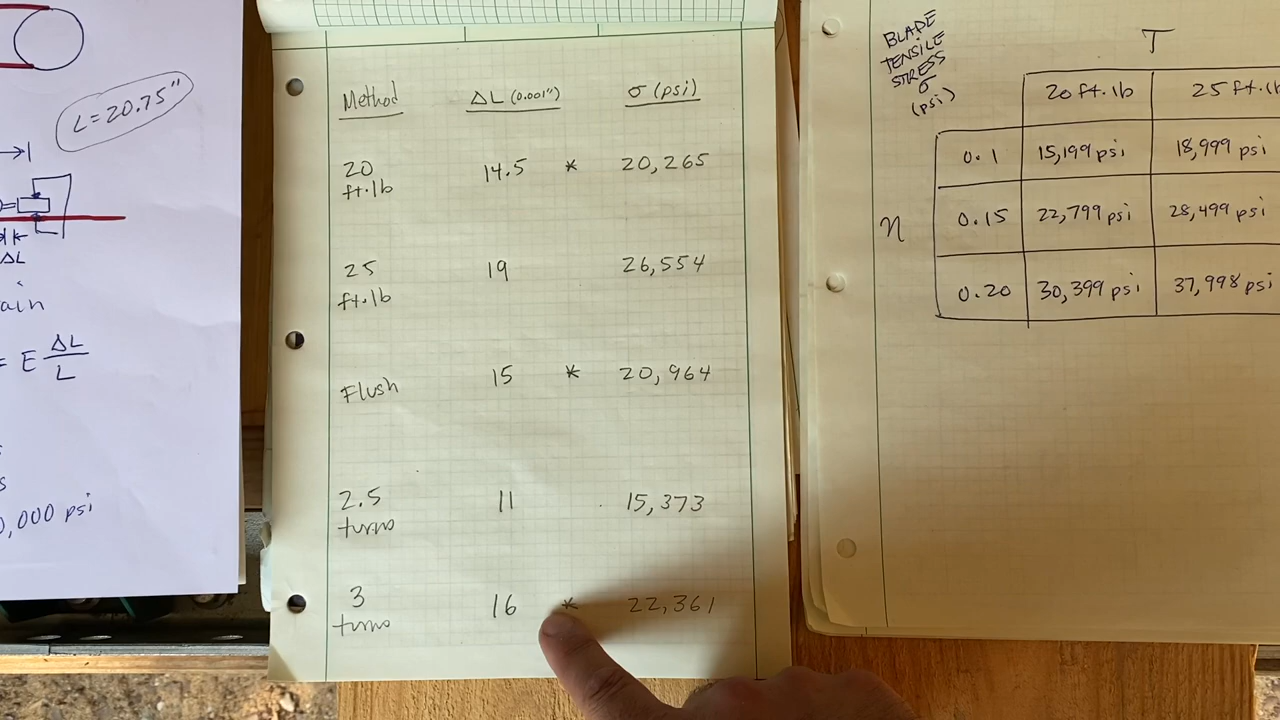 L = 20.75"
ΔL
= E ΔL/L
0,000 psi
Method ΔL (0.001") σ (psi)
20 ft.lb 14.5 * 20,265
25 ft.lb 19 26,554
Flush 15 * 20,964
2.5 turns 11 15,373
3 turns 16 * 22,361
BLADE
TENSILE
STRESS
σ
(psi)
T
20 ft.lb 25 ft.lb
η
0.1 15,199 psi 18,999 psi
0.15 22,799 psi 28,499 psi
0.20 30,399 psi 37,998 psi